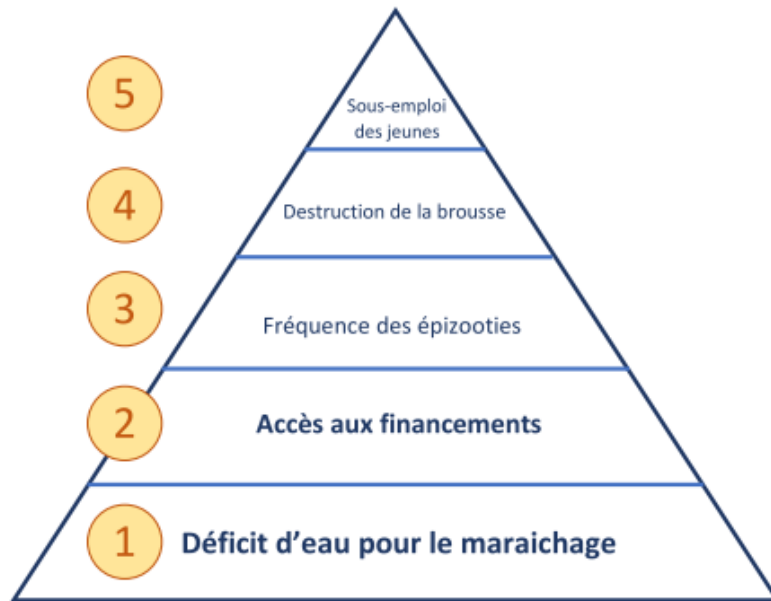 5
Sous-emploi
des jeunes
4
Destruction de la brousse
3
Fréquence des épizooties
2
Accès aux financements
1
Déficit d’eau pour le maraichage